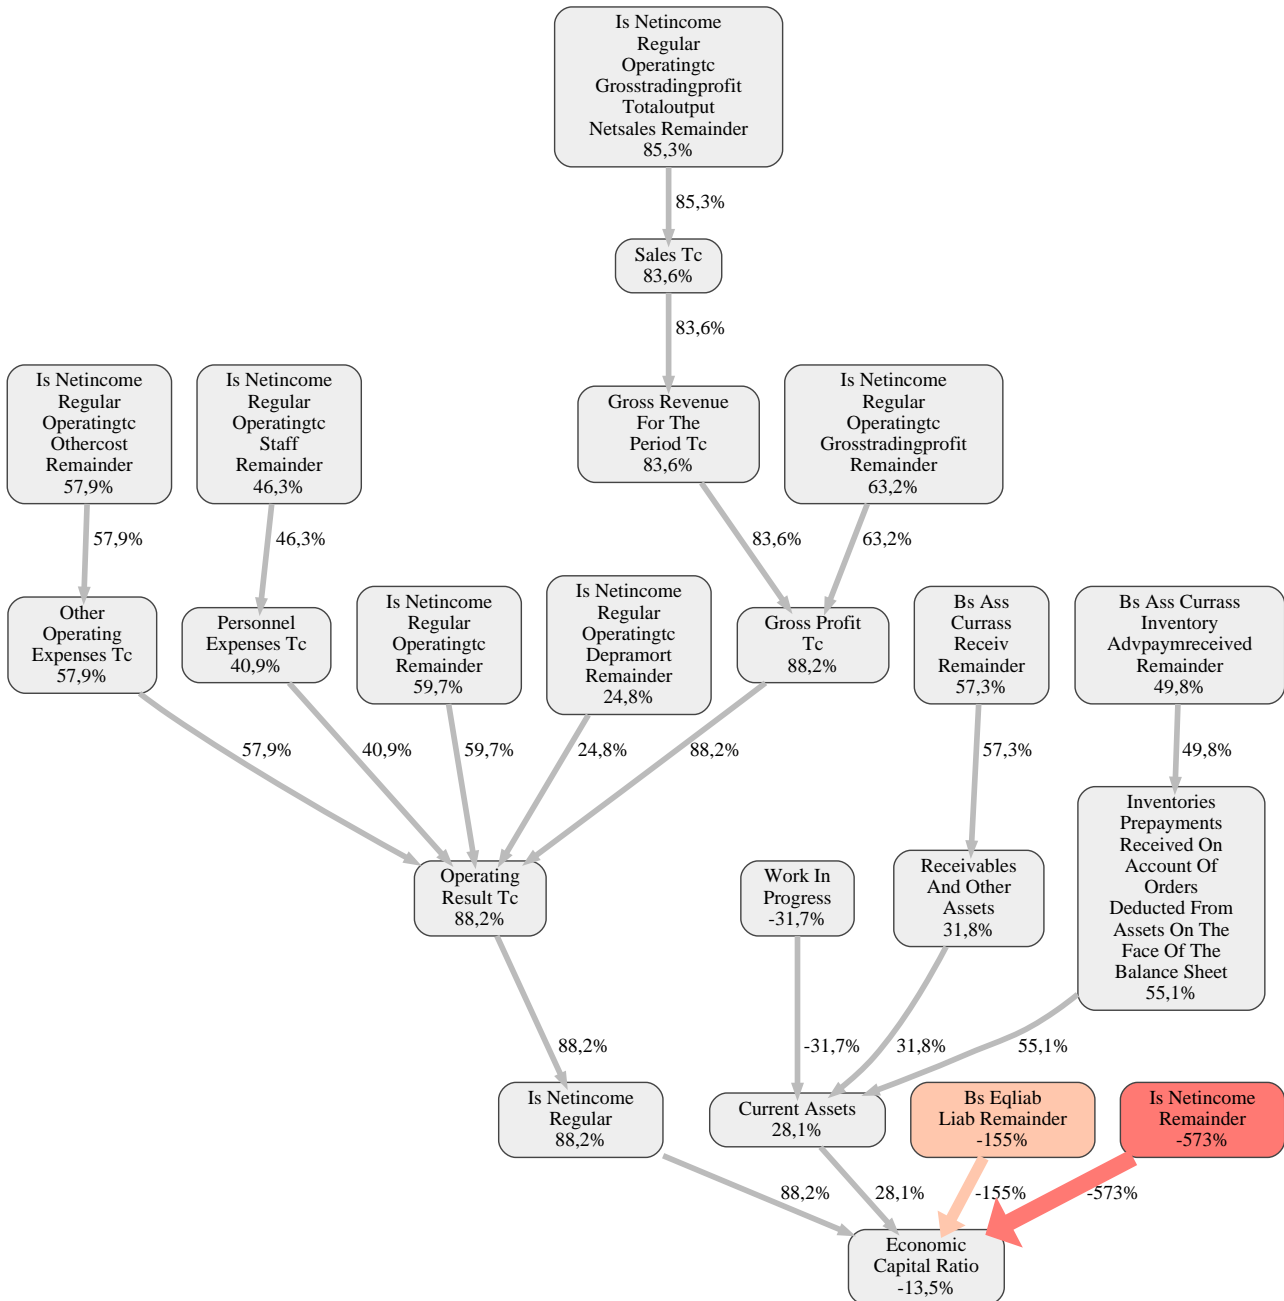 Is Netincome
Regular
Operatingtc
Grosstradingprofit
Totaloutput
Netsales Remainder
85,3%
85,3%
Sales Tc
83,6%
83,6%
Is Netincome
Regular
Operatingtc
Othercost
Remainder
57,9%
Is Netincome
Regular
Operatingtc
Staff
Remainder
46,3%
Gross Revenue
For The
Period Tc
83,6%
Is Netincome
Regular
Operatingtc
Grosstradingprofit
Remainder
63,2%
57,9%
46,3%
83,6%
63,2%
Other
Operating
Expenses Tc
57,9%
Personnel
Expenses Tc
40,9%
Is Netincome
Regular
Operatingtc
Remainder
59,7%
Is Netincome
Regular
Operatingtc
Depramort
Remainder
24,8%
Gross Profit
Tc
88,2%
Bs Ass
Currass
Receiv
Remainder
57,3%
Bs Ass Currass
Inventory
Advpaymreceived
Remainder
49,8%
57,9%
40,9%
59,7%
24,8%
88,2%
57,3%
49,8%
Operating
Result Tc
88,2%
Work In
Progress
-31,7%
Receivables
And Other
Assets
31,8%
Inventories
Prepayments
Received On
Account Of
Orders
Deducted From
Assets On The
Face Of The
Balance Sheet
55,1%
88,2%
-31,7%
31,8%
55,1%
Is Netincome
Regular
88,2%
Current Assets
28,1%
Bs Eqliab
Liab Remainder
-155%
Is Netincome
Remainder
-573%
88,2%
28,1%
-155%
-573%
Economic
Capital Ratio
-13,5%